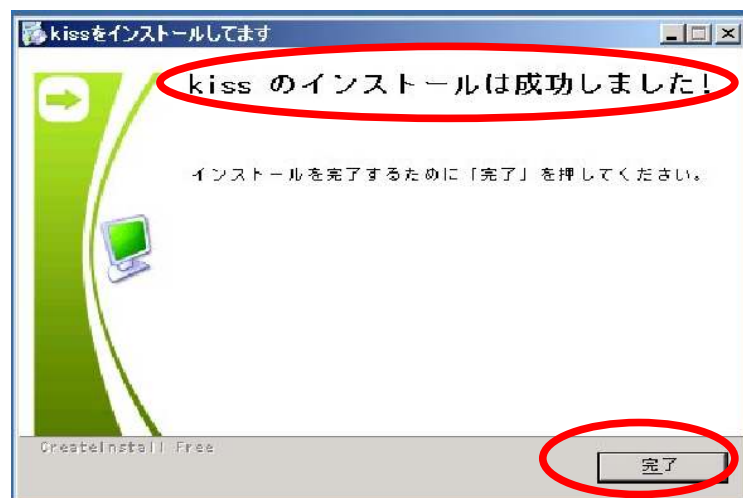 kissをインストールしてます
kiss のインストールは成功しました!
インストールを完了するために「完了」を押してください。
CreateInstall Free
完了